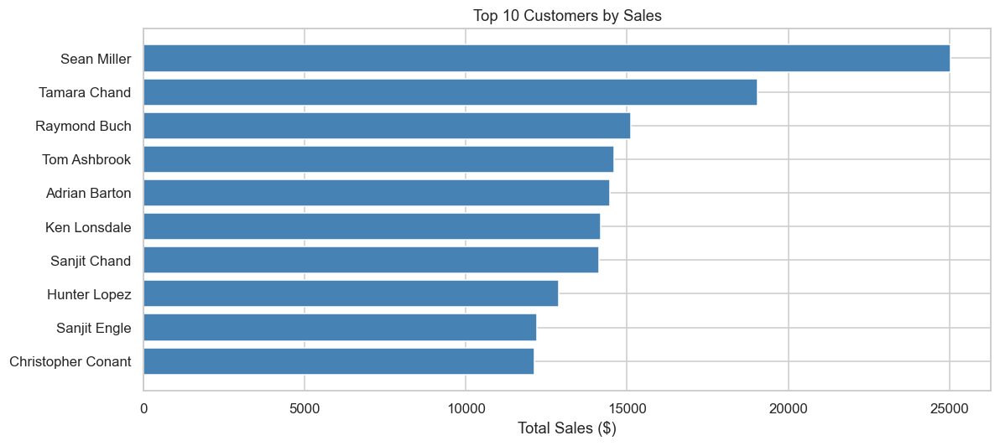 Top 10 Customers by Sales
Sean Miller
Tamara Chand
Raymond Buch
Tom Ashbrook
Adrian Barton
Ken Lonsdale
Sanjit Chand
Hunter Lopez
Sanjit Engle
Christopher Conant
0 5000 10000 15000 20000 25000
Total Sales ($)